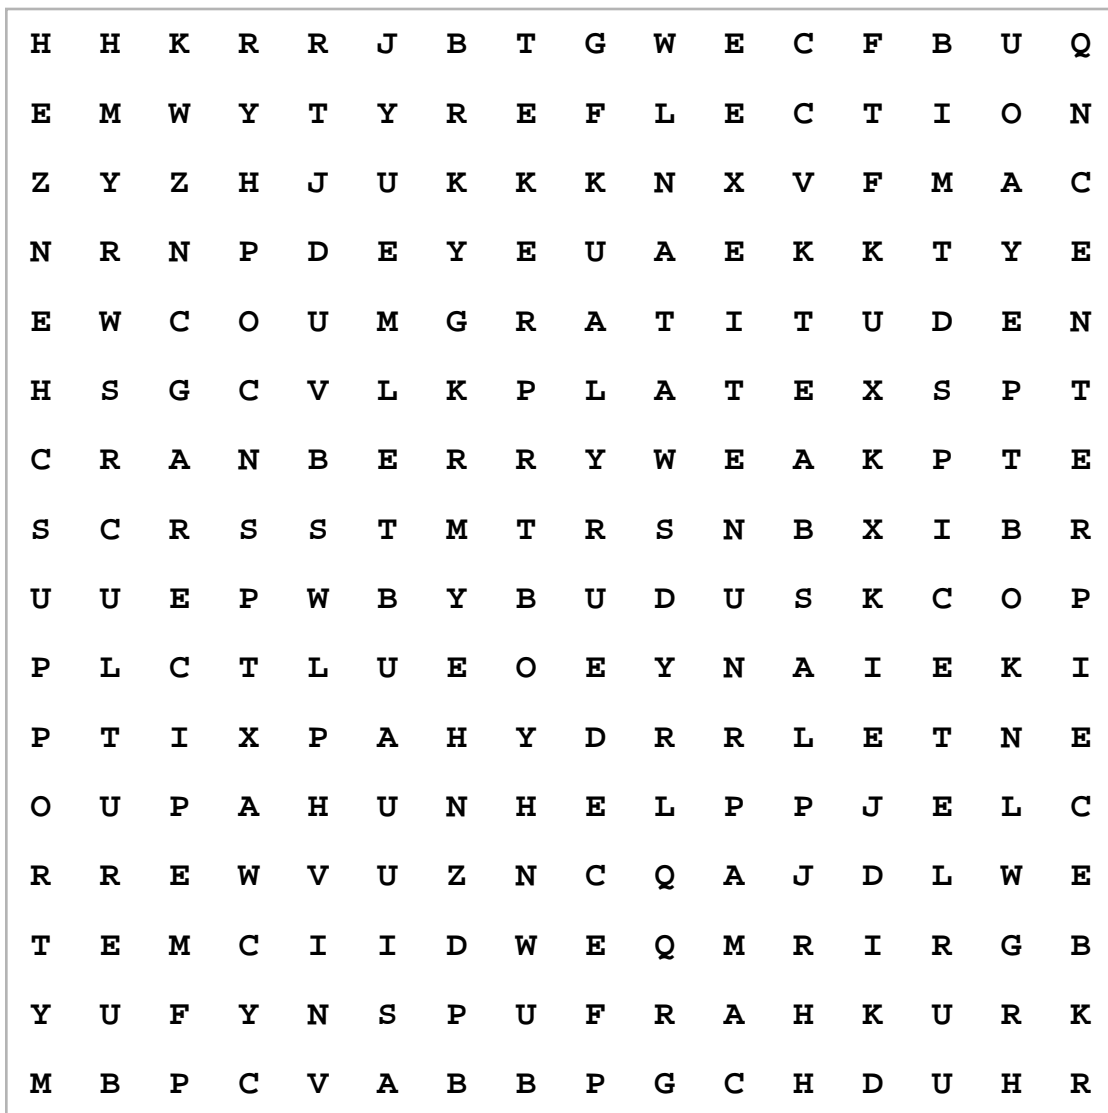 H H K R R J B T G W E C F B U Q
E M W Y T Y R E F L E C T I O N
Z Y Z H J U K K K N X V F M A C
N R N P D E Y E U A E K K T Y E
E W C O U M G R A T I T U D E N
H S G C V L K P L A T E X S P T
C R A N B E R R Y W E A K P T E
S C R S S T M T R S N B X I B R
U U E P W B Y B U D U S K C O P
P L C T L U E O E Y N A I E K I
P T I X P A H Y D R R L E T N E
O U P A H U N H E L P P J E L C
R R E W V U Z N C Q A J D L W E
T E M C I I D W E Q M R I R G B
Y U F Y N S P U F R A H K U R K
M B P C V A B B P G C H D U H R